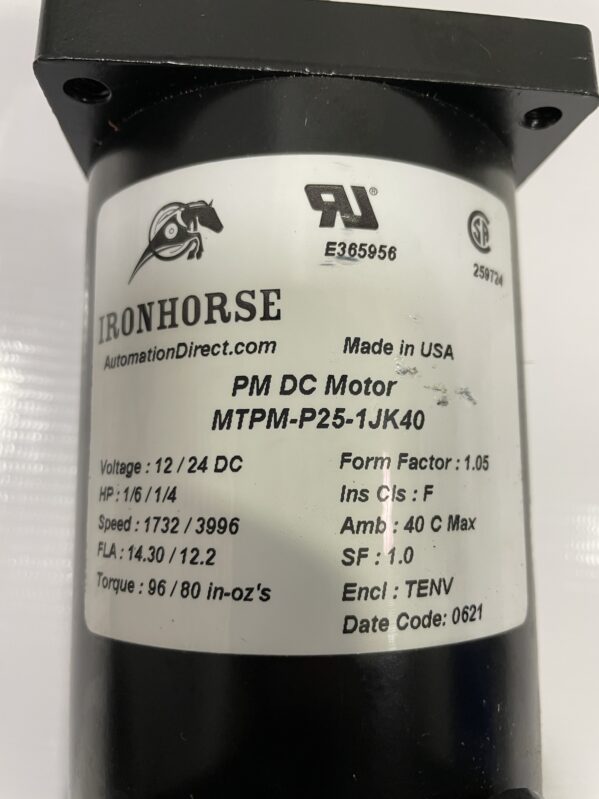 RU®
E365956
SA
259724
IRONHORSE
AutomationDirect.com
Made in USA
PM DC Motor
MTPM-P25-1JK40
Voltage : 12 / 24 DC
HP : 1/6 / 1/4
Speed : 1732 / 3996
FLA : 14.30 / 12.2
Torque : 96 / 80 in-oz's
Form Factor : 1.05
Ins Cls : F
Amb : 40 C Max
SF : 1.0
Encl : TENV
Date Code: 0621